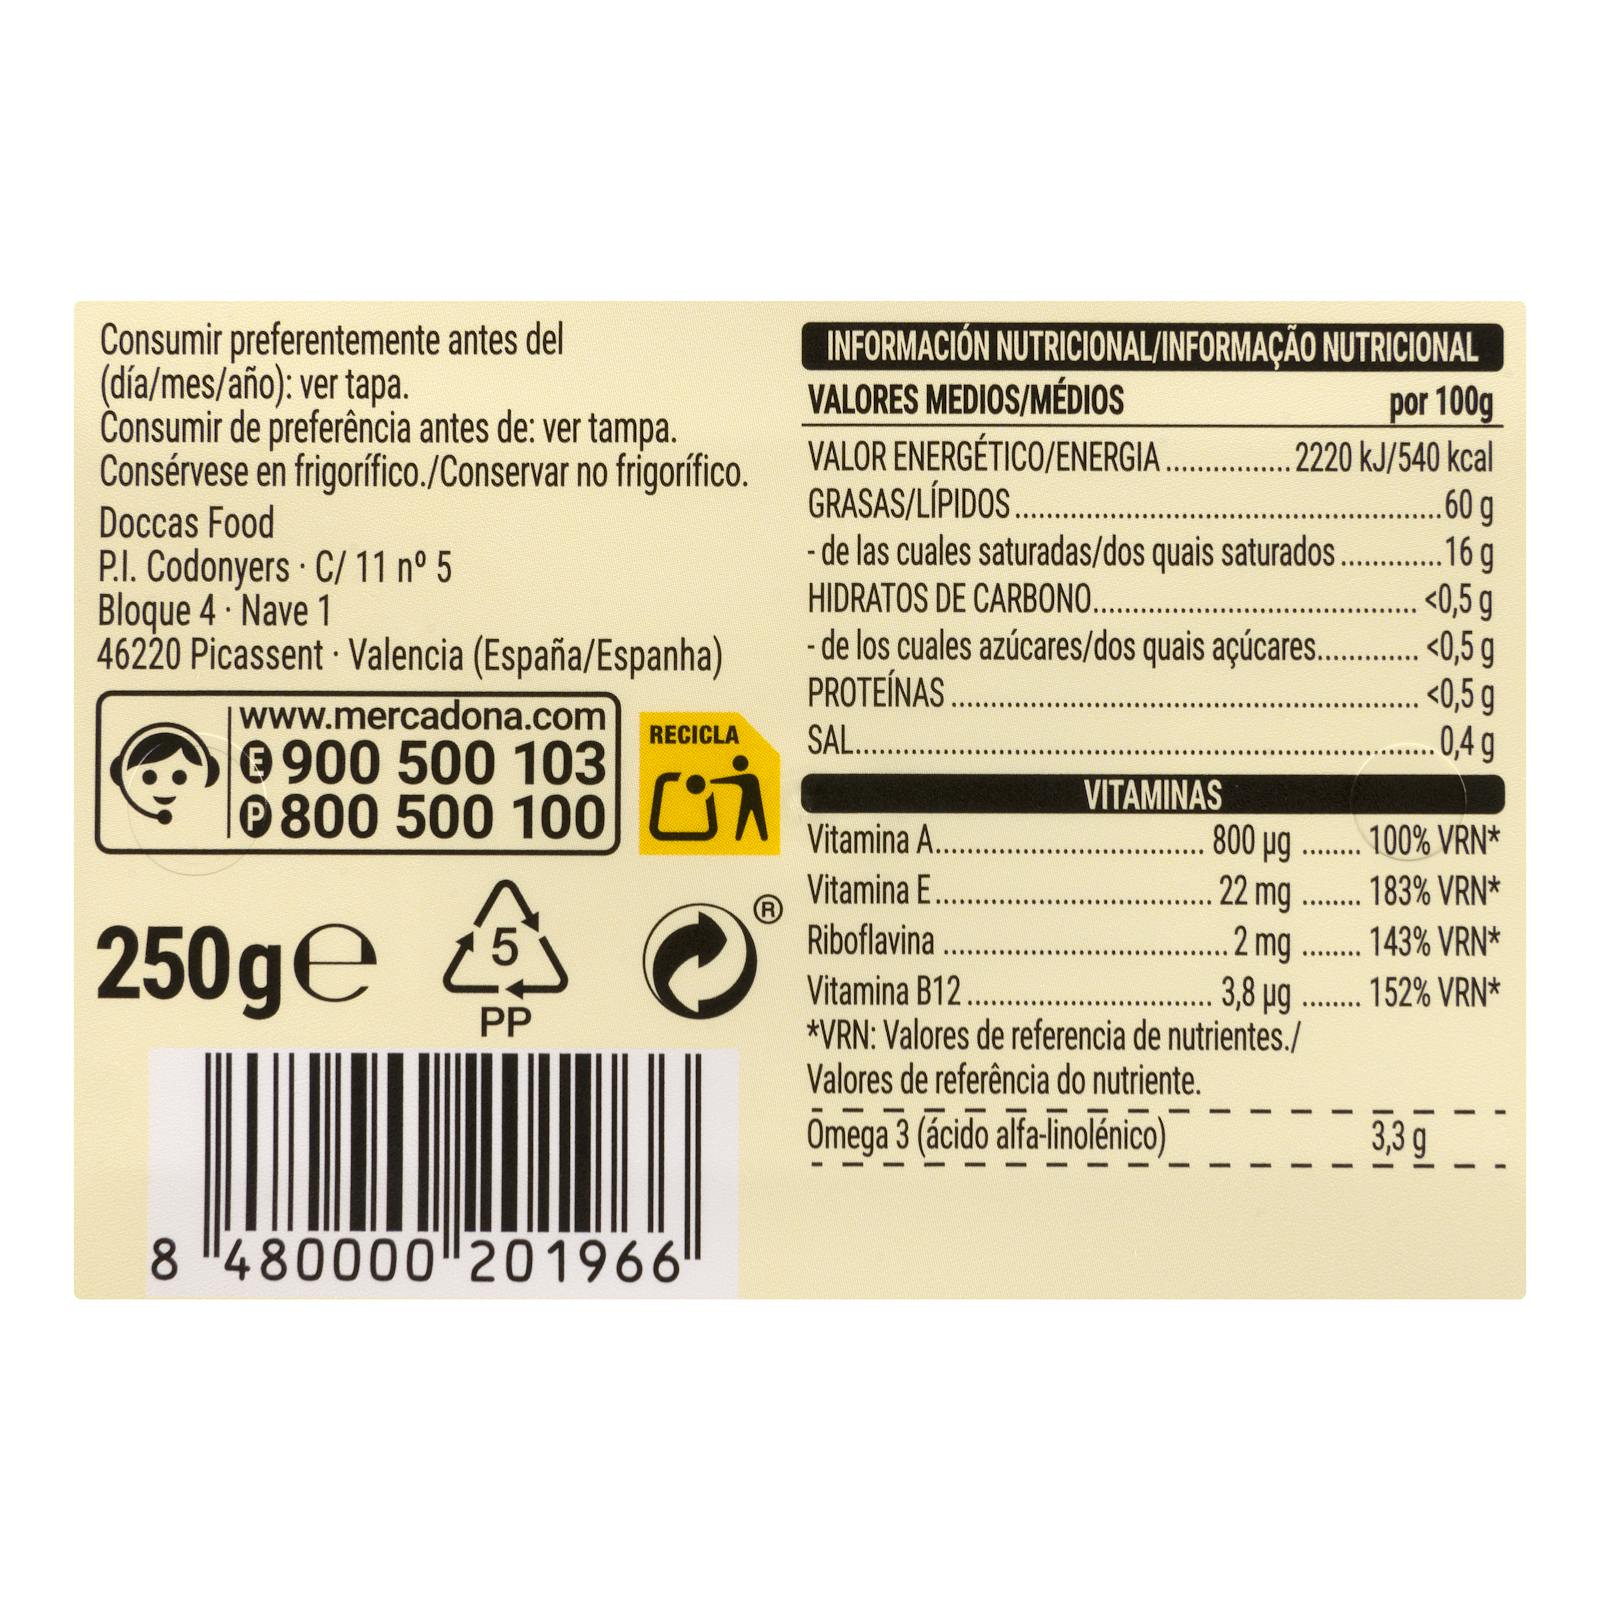 Consumir preferentemente antes del
(día/mes/año): ver tapa.
Consumir de preferência antes de: ver tampa.
Consérvese en frigorífico./Conservar no frigorífico.
Doccas Food
P.I. Codonyers · C/ 11 nº 5
Bloque 4 · Nave 1
46220 Picassent · Valencia (España/Espanha)
www.mercadona.com
E 900 500 103
P 800 500 100
RECICLA
250g ℮
5
PP
®
8 480000 201966
INFORMACIÓN NUTRICIONAL/INFORMAÇÃO NUTRICIONAL
VALORES MEDIOS/MÉDIOS por 100g
VALOR ENERGÉTICO/ENERGIA ............... 2220 kJ/540 kcal
GRASAS/LÍPIDOS ..................................................... 60 g
- de las cuales saturadas/dos quais saturados ............. 16 g
HIDRATOS DE CARBONO........................................ <0,5 g
- de los cuales azúcares/dos quais açúcares............. <0,5 g
PROTEÍNAS .......................................................... <0,5 g
SAL........................................................................ 0,4 g
VITAMINAS
Vitamina A.................................. 800 µg ........ 100% VRN*
Vitamina E................................... 22 mg ........ 183% VRN*
Riboflavina ................................... 2 mg ........ 143% VRN*
Vitamina B12 ............................... 3,8 µg ........ 152% VRN*
*VRN: Valores de referencia de nutrientes./
Valores de referência do nutriente.
Omega 3 (ácido alfa-linolénico) 3,3 g